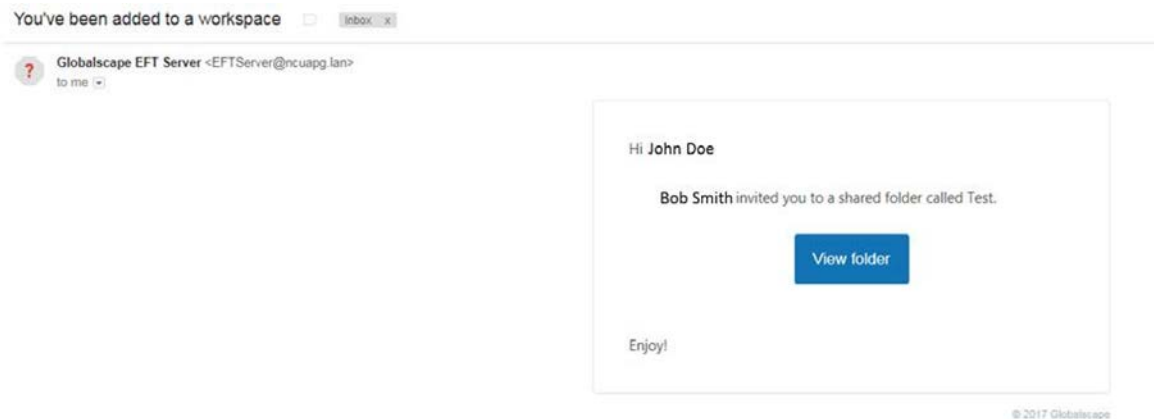 You've been added to a workspace Inbox x
? Globalscape EFT Server <EFTServer@ncuapg.lan>
to me
Hi John Doe
Bob Smith invited you to a shared folder called Test.
View folder
Enjoy!
© 2017 Globalscape